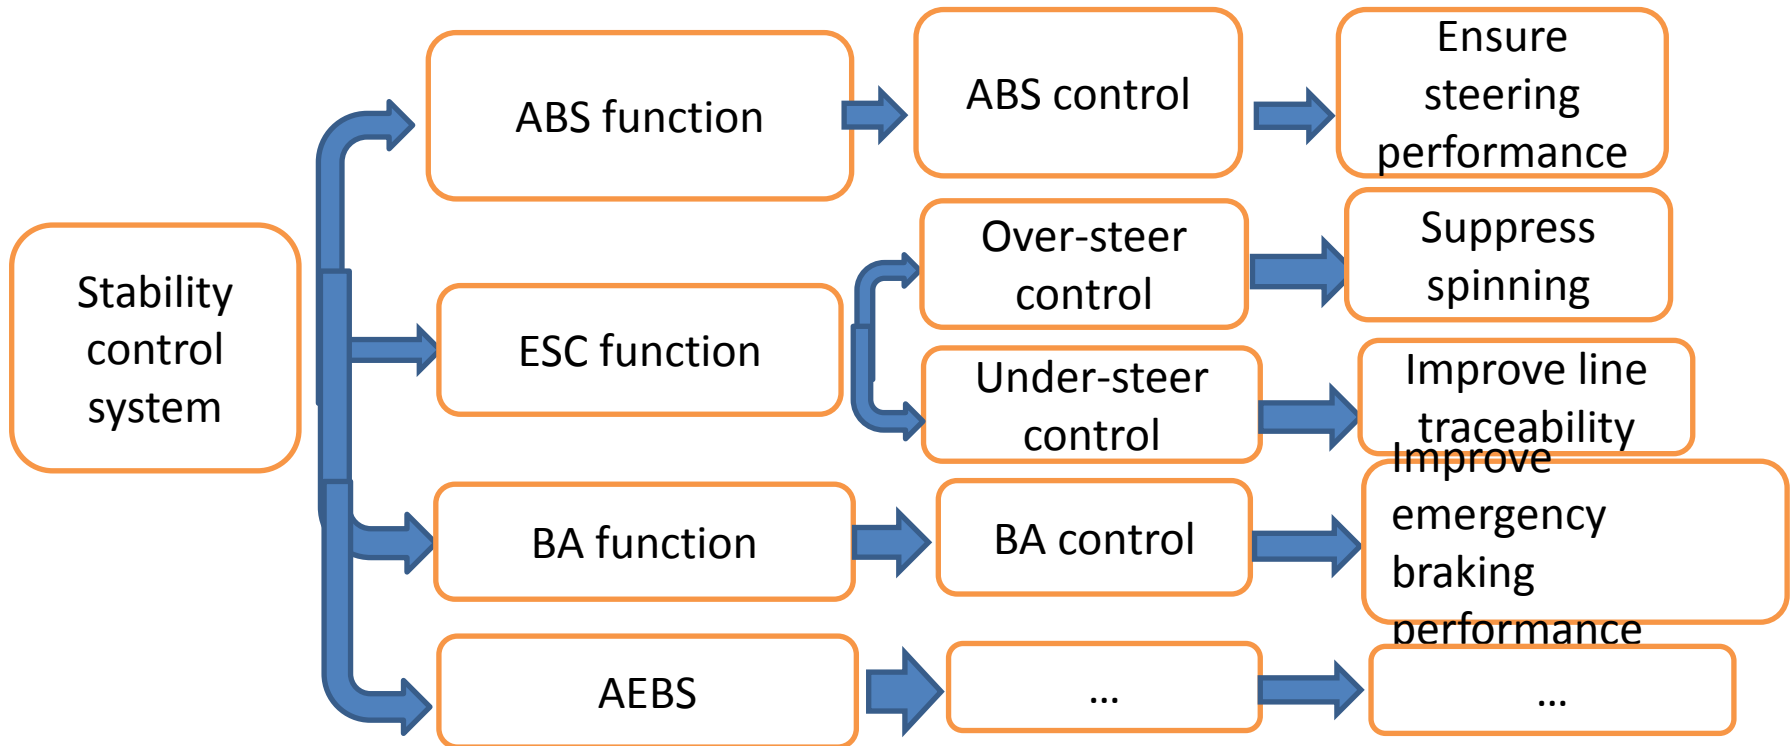 Stability
control
system
ABS function
ABS control
Ensure
steering
performance
ESC function
Over-steer
control
Suppress
spinning
Under-steer
control
Improve line
traceability
BA function
BA control
Improve
emergency
braking
performance
AEBS
...
...